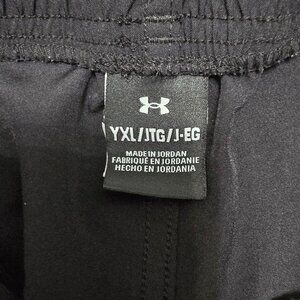 YXL/JTG/J-EG
MADE IN JORDAN
FABRIQUÉ EN JORDANIE
HECHO EN JORDANIA